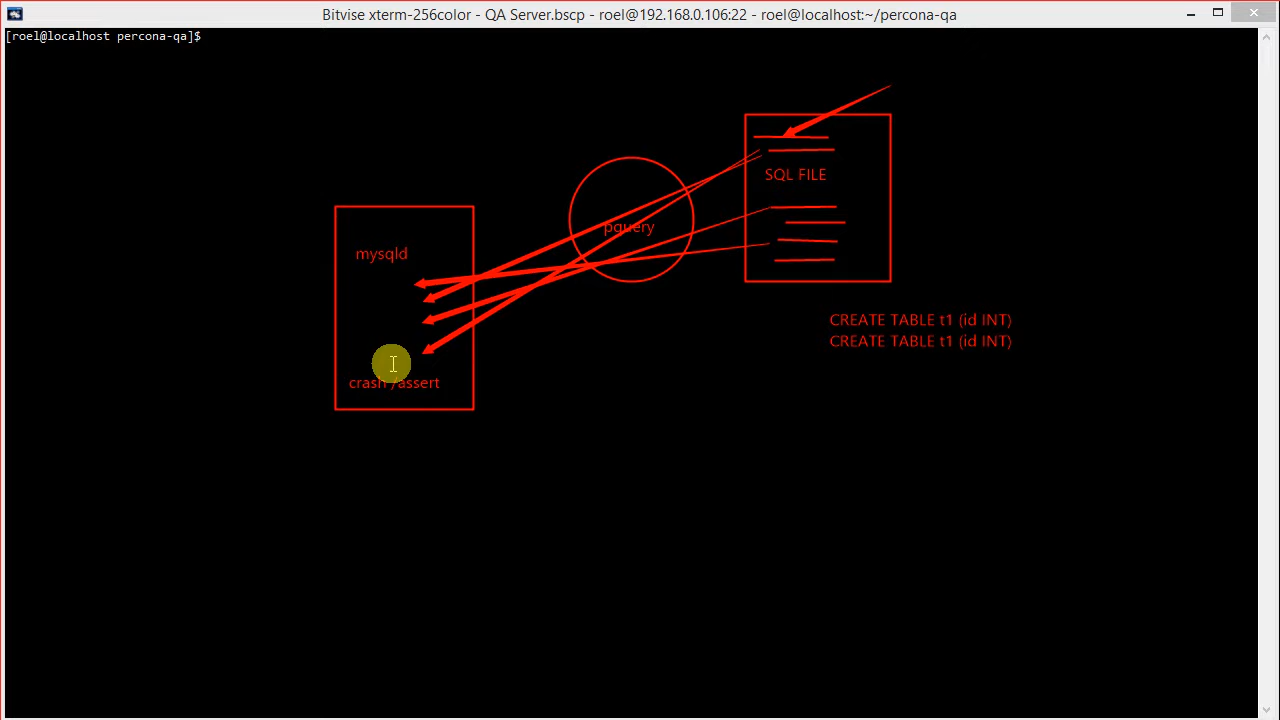 Bitvise xterm-256color - QA Server.bscp - roel@192.168.0.106:22 - roel@localhost:~/percona-qa
[roel@localhost percona-qa]$
SQL FILE
pquery
mysqld
CREATE TABLE t1 (id INT)
CREATE TABLE t1 (id INT)
crash /assert